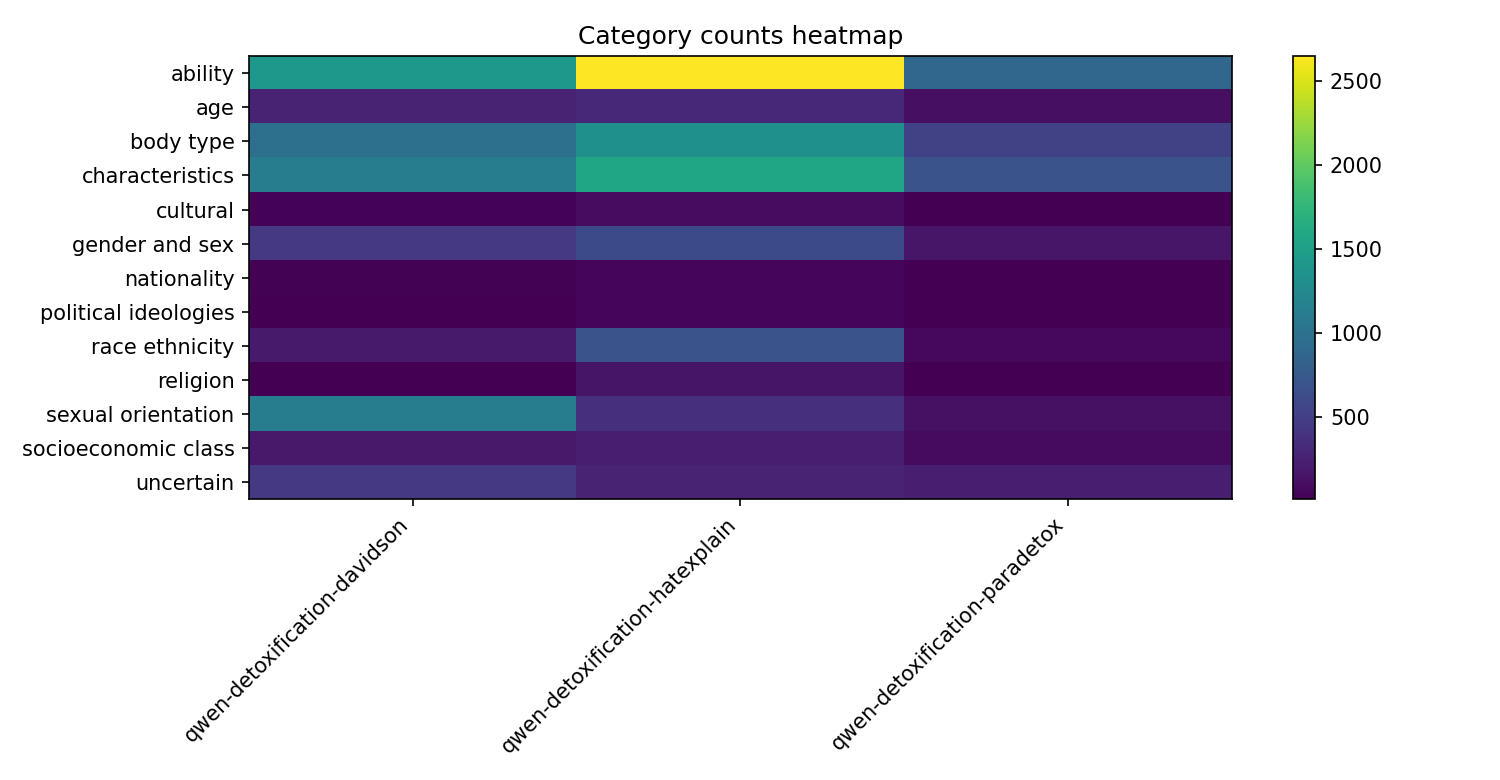 Category counts heatmap
ability
age
body type
characteristics
cultural
gender and sex
nationality
political ideologies
race ethnicity
religion
sexual orientation
socioeconomic class
uncertain
qwen-detoxification-davidson
qwen-detoxification-hatexplain
qwen-detoxification-paradetox
2500
2000
1500
1000
500